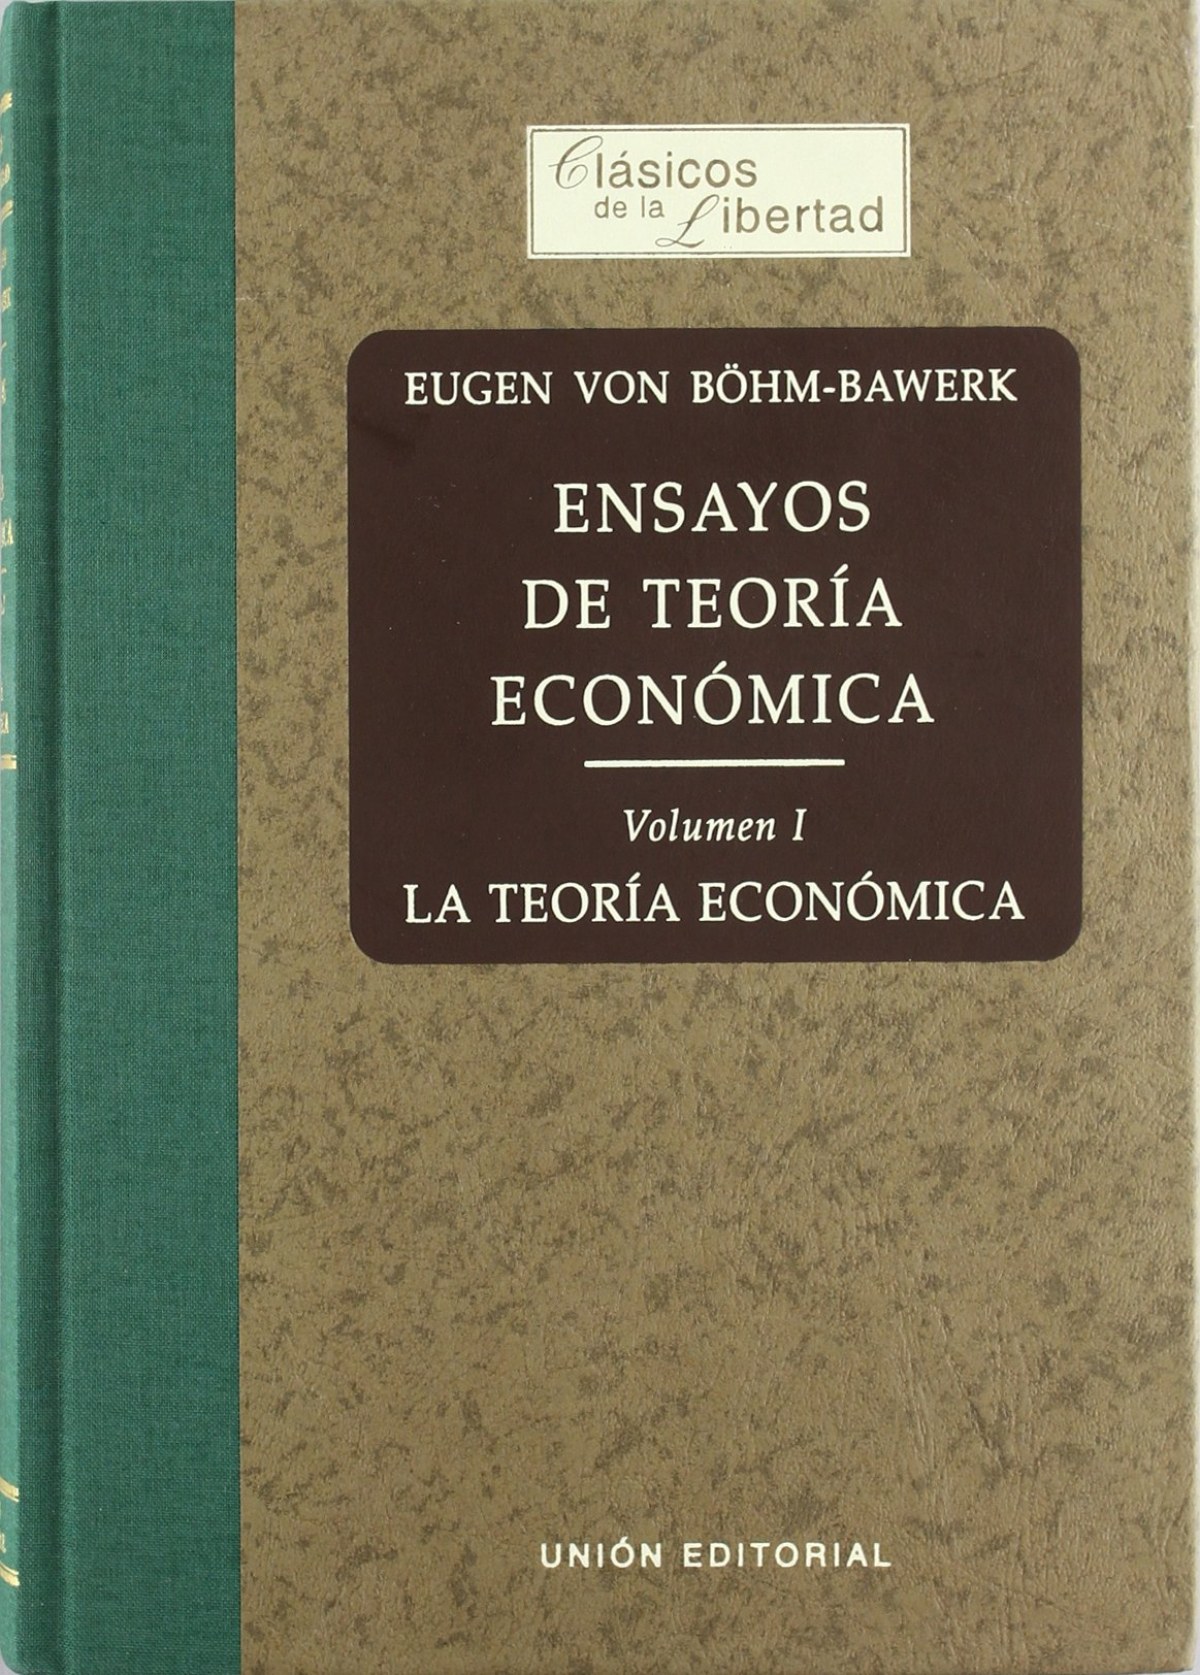 Clásicos
de la Libertad
EUGEN VON BÖHM-BAWERK
ENSAYOS
DE TEORÍA
ECONÓMICA
Volumen I
LA TEORÍA ECONÓMICA
UNIÓN EDITORIAL